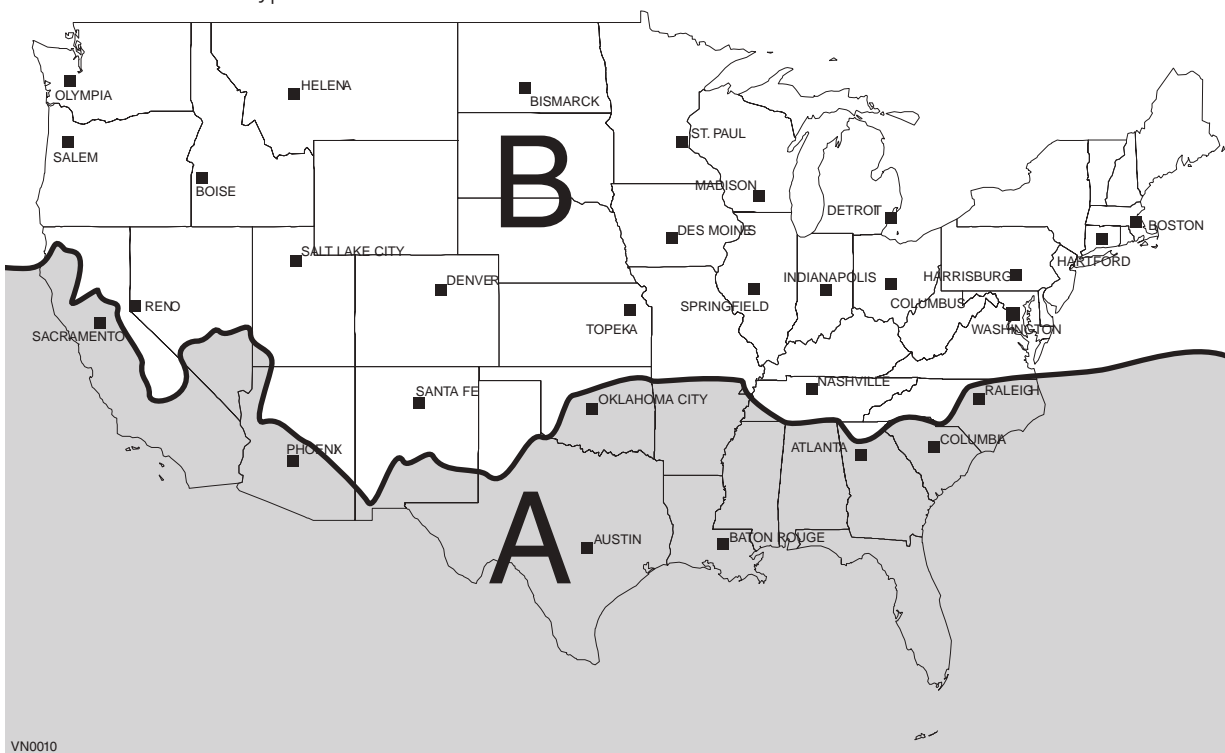 OLYMPIA
HELENA
BISMARCK
SALEM
ST. PAUL
BOISE
MADISON
DETROIT
B
BOSTON
DES MOINES
SALT LAKE CITY
HARTFORD
DENVER
INDIANAPOLIS
HARRISBURG
RENO
SPRINGFIELD
COLUMBUS
SACRAMENTO
TOPEKA
WASHINGTON
NASHVILLE
SANTA FE
OKLAHOMA CITY
RALEIGH
PHOENIX
ATLANTA
COLUMBIA
A
AUSTIN
BATON ROUGE
VN0010